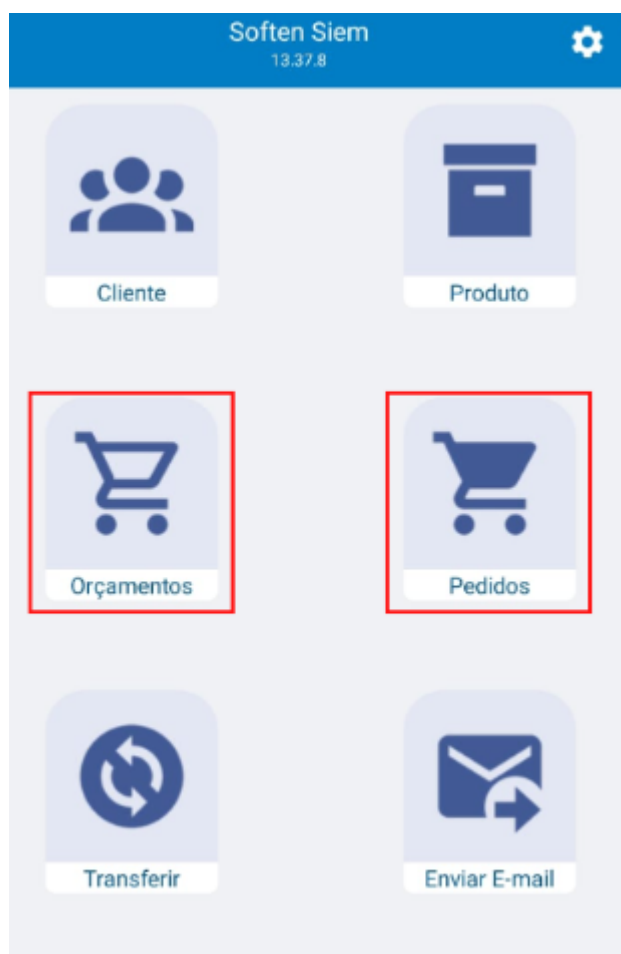 Soften Siem
13.37.8
Cliente
Produto
Orçamentos
Pedidos
Transferir
Enviar E-mail